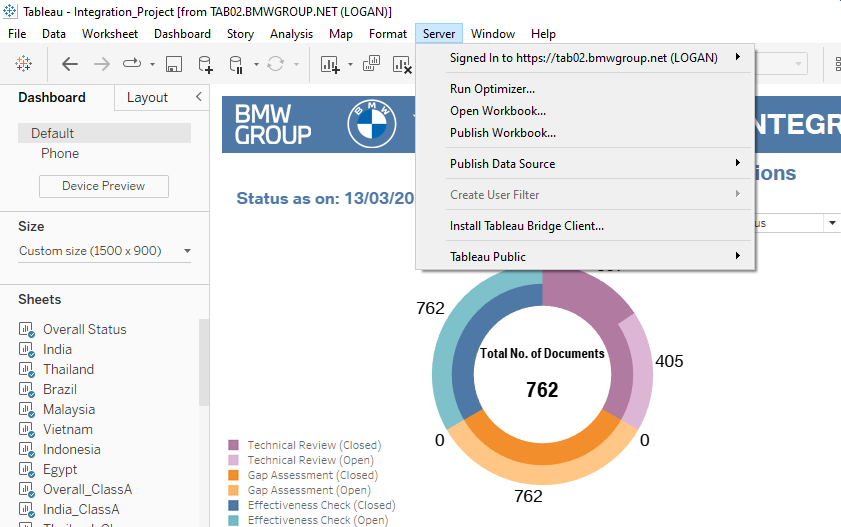 Tableau - Integration_Project [from TAB02.BMWGROUP.NET (LOGAN)]
File Data Worksheet Dashboard Story Analysis Map Format Server Window Help
Signed In to https://tab02.bmwgroup.net (LOGAN)
Run Optimizer...
Open Workbook...
Publish Workbook...
Publish Data Source
Create User Filter
Install Tableau Bridge Client...
Tableau Public
Dashboard Layout
Default
Phone
Device Preview
Size
Custom size (1500 x 900)
Sheets
Overall Status
India
Thailand
Brazil
Malaysia
Vietnam
Indonesia
Egypt
Overall_ClassA
India_ClassA
BMW
GROUP
BMW
NTEGR
ions
Status as on: 13/03/20
us
762
405
Total No. of Documents
762
0
0
762
Technical Review (Closed)
Technical Review (Open)
Gap Assessment (Closed)
Gap Assessment (Open)
Effectiveness Check (Closed)
Effectiveness Check (Open)